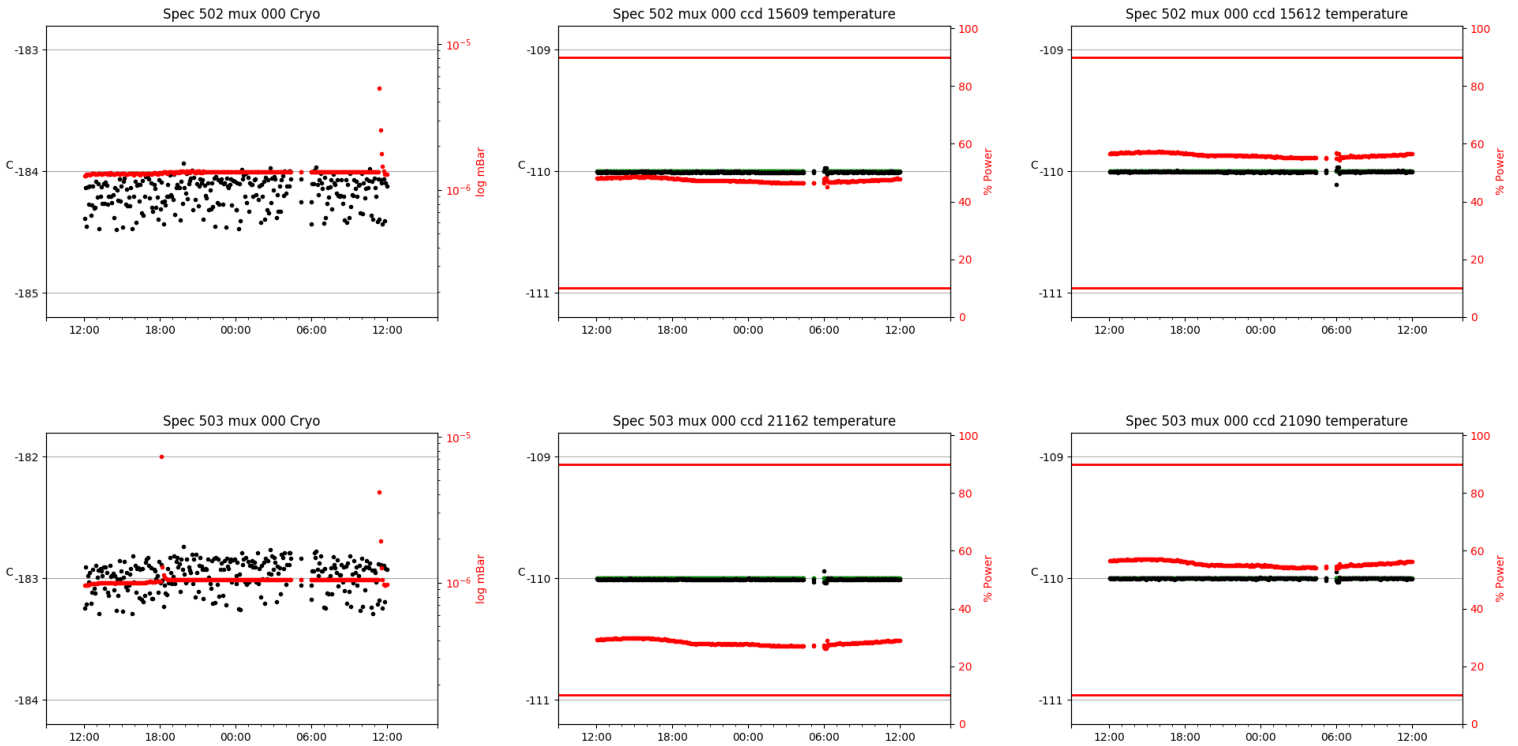 Spec 502 mux 000 Cryo
-183
-184
-185
C
10⁻⁵
10⁻⁶
log mBar
12:00 18:00 00:00 06:00 12:00
Spec 502 mux 000 ccd 15609 temperature
-109
-110
-111
C
100
80
60
40
20
0
% Power
12:00 18:00 00:00 06:00 12:00
Spec 502 mux 000 ccd 15612 temperature
-109
-110
-111
C
100
80
60
40
20
0
% Power
12:00 18:00 00:00 06:00 12:00
Spec 503 mux 000 Cryo
-182
-183
-184
C
10⁻⁵
10⁻⁶
log mBar
12:00 18:00 00:00 06:00 12:00
Spec 503 mux 000 ccd 21162 temperature
-109
-110
-111
C
100
80
60
40
20
0
% Power
12:00 18:00 00:00 06:00 12:00
Spec 503 mux 000 ccd 21090 temperature
-109
-110
-111
C
100
80
60
40
20
0
% Power
12:00 18:00 00:00 06:00 12:00